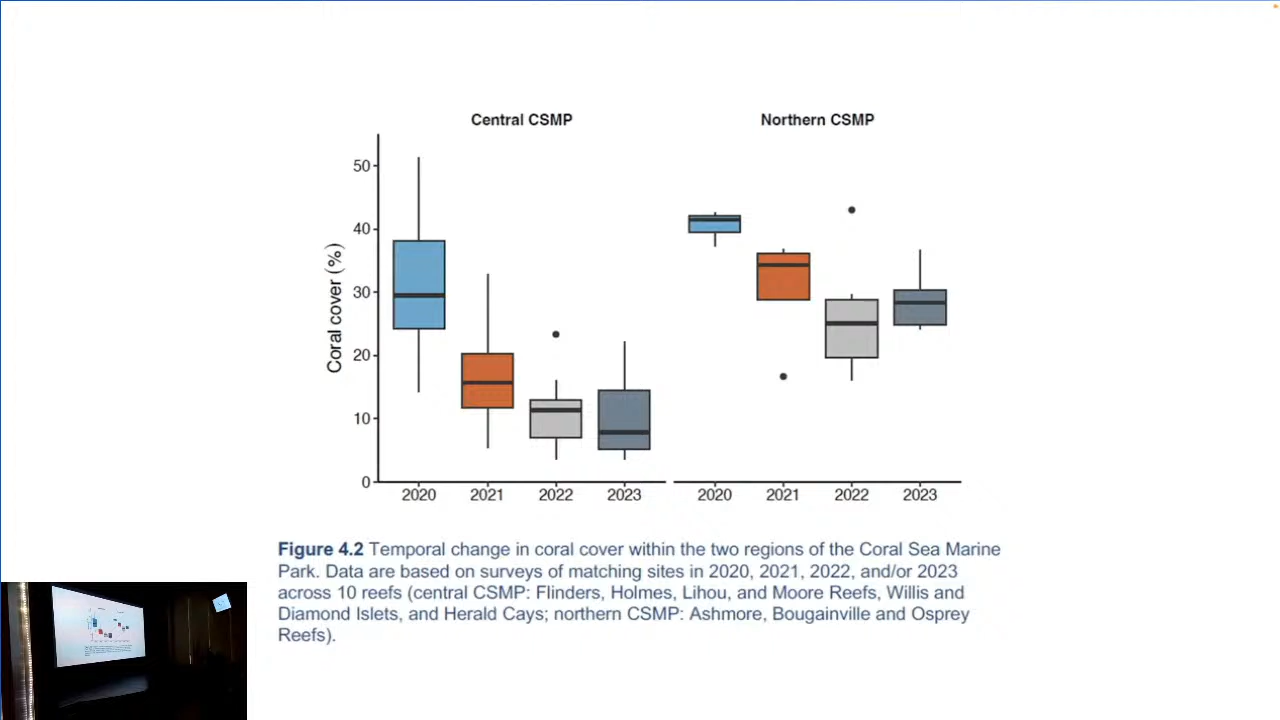 Central CSMP
Northern CSMP
Coral cover (%)
50
40
30
20
10
0
2020 2021 2022 2023
2020 2021 2022 2023
Figure 4.2 Temporal change in coral cover within the two regions of the Coral Sea Marine
Park. Data are based on surveys of matching sites in 2020, 2021, 2022, and/or 2023
across 10 reefs (central CSMP: Flinders, Holmes, Lihou, and Moore Reefs, Willis and
Diamond Islets, and Herald Cays; northern CSMP: Ashmore, Bougainville and Osprey
Reefs).